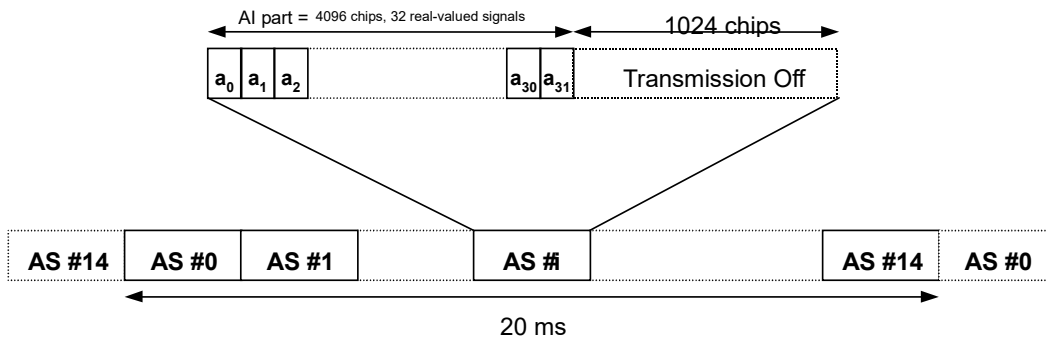 AI part = 4096 chips, 32 real-valued signals
1024 chips
a0 a1 a2 a30 a31 Transmission Off
AS #14 AS #0 AS #1 AS #i AS #14 AS #0
20 ms